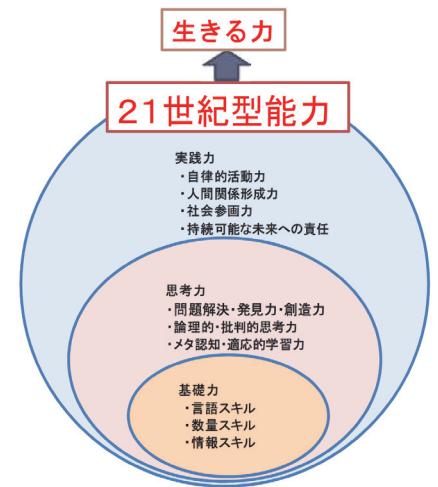 生きる力
21世紀型能力
実践力
・自律的活動力
・人間関係形成力
・社会参画力
・持続可能な未来への責任
思考力
・問題解決・発見力・創造力
・論理的・批判的思考力
・メタ認知・適応的学習力
基礎力
・言語スキル
・数量スキル
・情報スキル